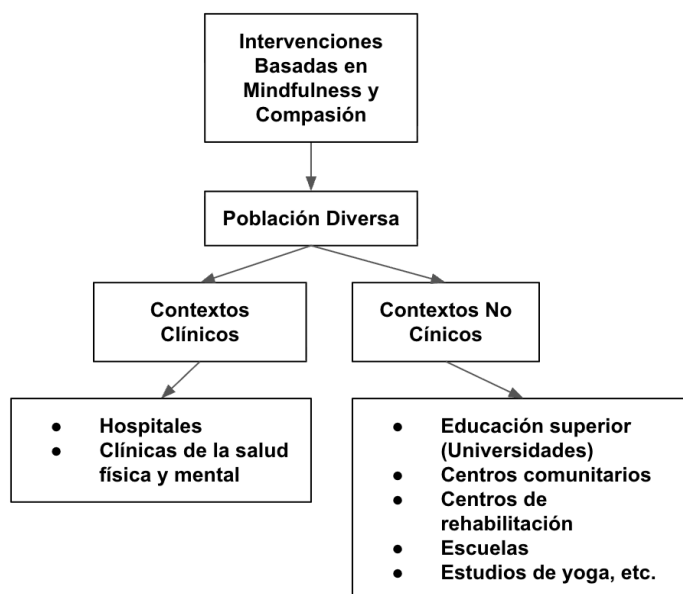 Intervenciones
Basadas en
Mindfulness y
Compasión
Población Diversa
Contextos
Clínicos
Contextos No
Cínicos
● Hospitales
● Clínicas de la salud
física y mental
● Educación superior
(Universidades)
● Centros comunitarios
● Centros de
rehabilitación
● Escuelas
● Estudios de yoga, etc.